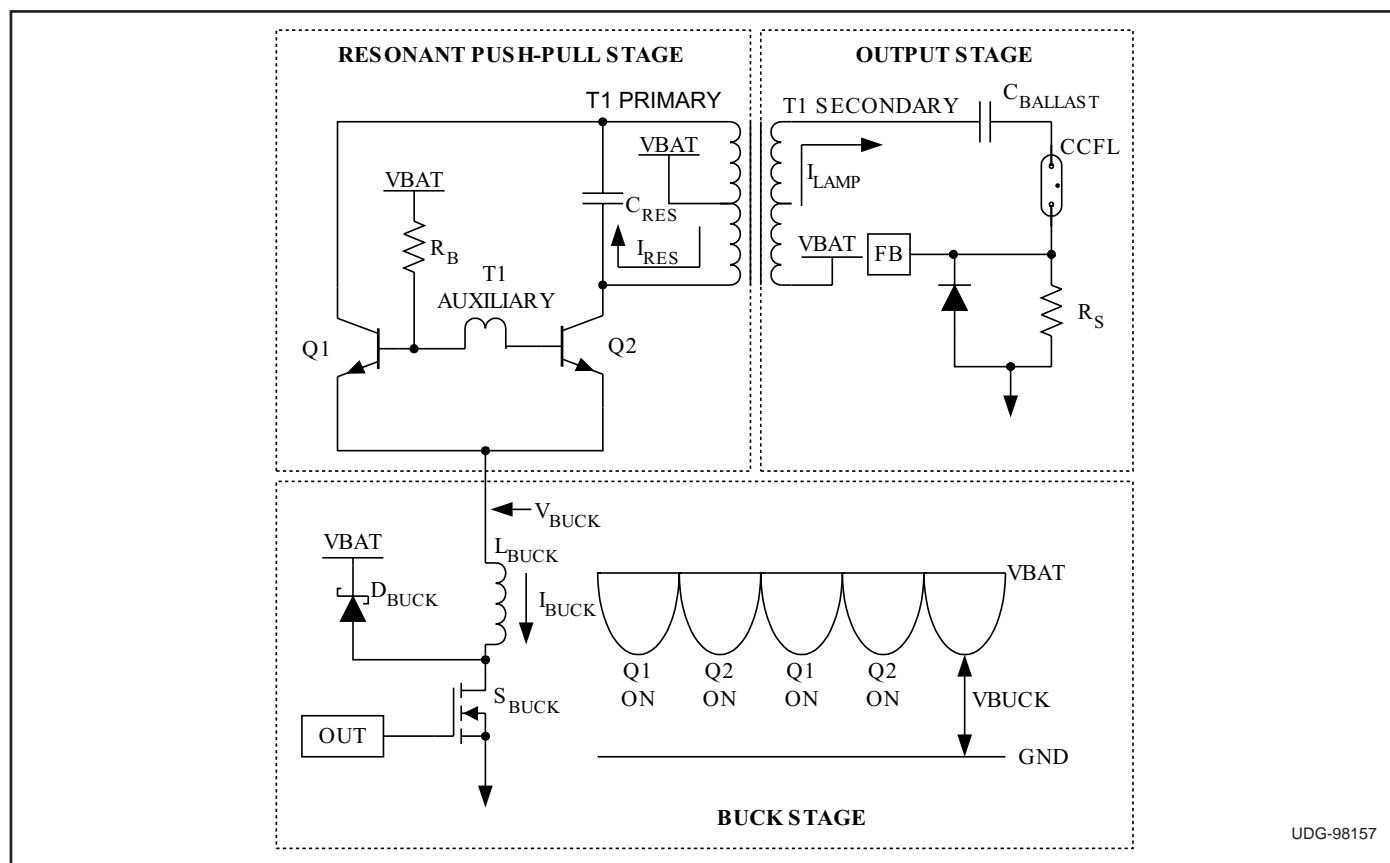 RESONANT PUSH-PULL STAGE
T1 PRIMARY
VBAT
VBAT
C RES
R B
I RES
T1
AUXILIARY
Q1
Q2
OUTPUT STAGE
C BALLAST
T1 SECONDARY
CCFL
I LAMP
VBAT
FB
R S
V BUCK
VBAT
L BUCK
D BUCK
I BUCK
S BUCK
OUT
VBAT
Q1 ON
Q2 ON
Q1 ON
Q2 ON
VBUCK
GND
BUCK STAGE
UDG-98157